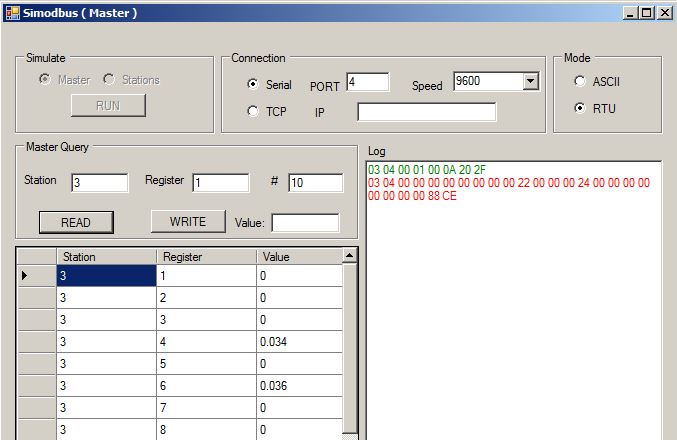 Simodbus ( Master )
Simulate
Master Stations
RUN
Connection
Serial PORT 4 Speed 9600
TCP IP
Mode
ASCII
RTU
Master Query
Station 3 Register 1 # 10
READ WRITE Value:
Log
03 04 00 01 00 0A 20 2F
03 04 00 00 00 00 00 00 00 00 22 00 00 00 24 00 00 00 00
00 00 00 00 88 CE
Station Register Value
3 1 0
3 2 0
3 3 0
3 4 0.034
3 5 0
3 6 0.036
3 7 0
3 8 0